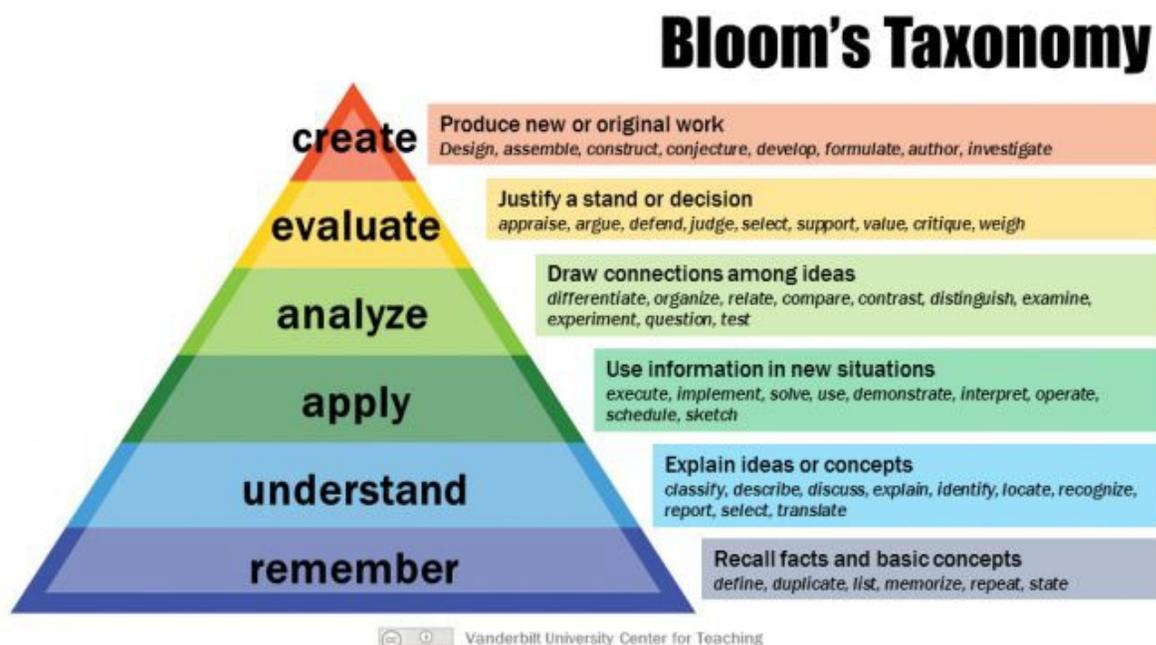 Bloom's Taxonomy
create
Produce new or original work
Design, assemble, construct, conjecture, develop, formulate, author, investigate
evaluate
Justify a stand or decision
appraise, argue, defend, judge, select, support, value, critique, weigh
analyze
Draw connections among ideas
differentiate, organize, relate, compare, contrast, distinguish, examine,
experiment, question, test
apply
Use information in new situations
execute, implement, solve, use, demonstrate, interpret, operate,
schedule, sketch
understand
Explain ideas or concepts
classify, describe, discuss, explain, identify, locate, recognize,
report, select, translate
remember
Recall facts and basic concepts
define, duplicate, list, memorize, repeat, state
cc
Vanderbilt University Center for Teaching